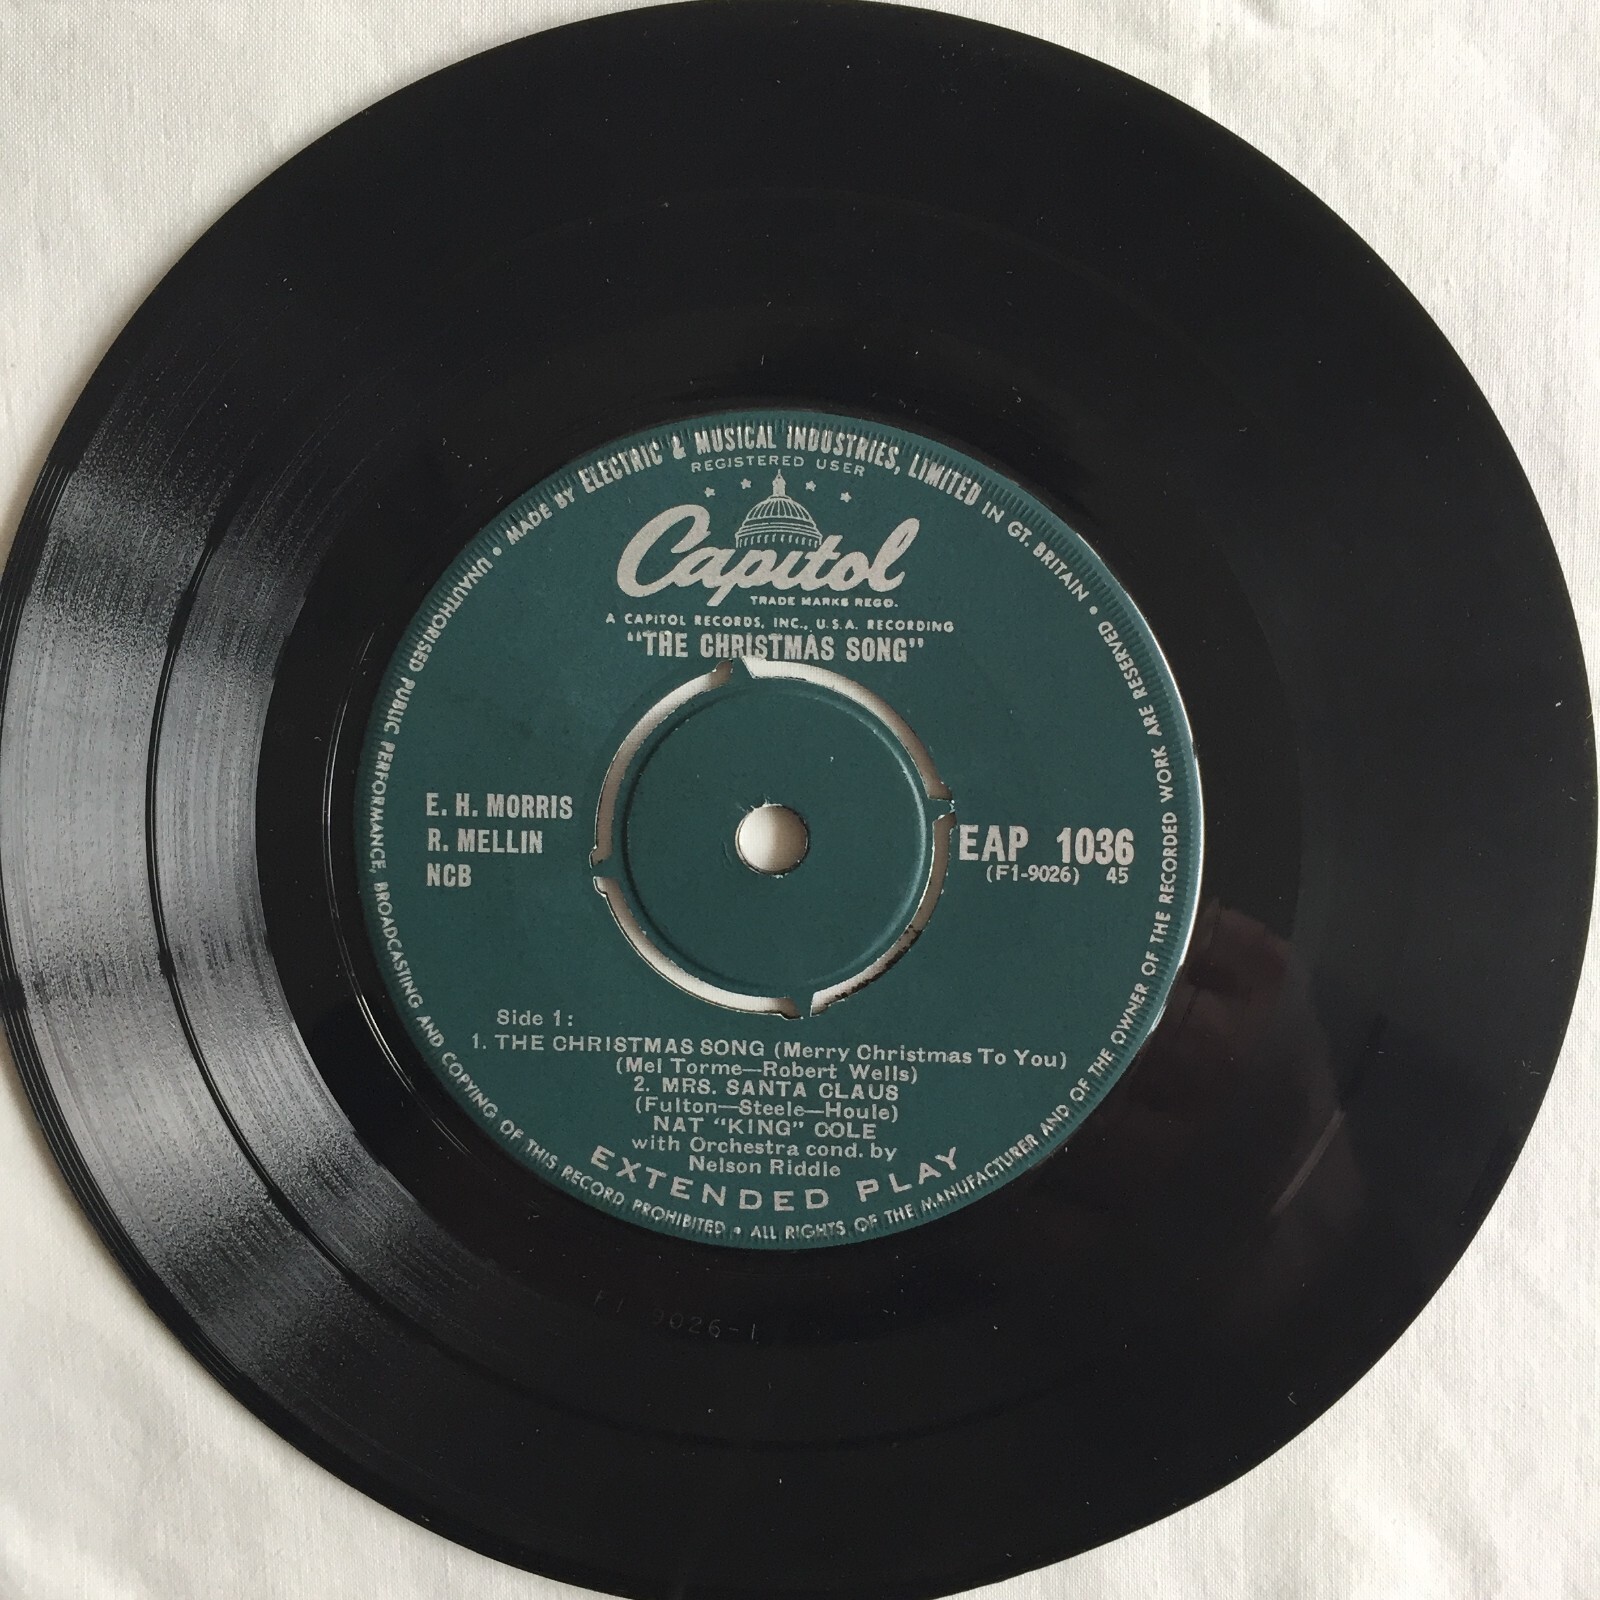 MADE BY ELECTRIC & MUSICAL INDUSTRIES, LIMITED IN GT. BRITAIN • ALL RIGHTS OF THE MANUFACTURER AND OF THE OWNER OF THE RECORDED WORK ARE RESERVED •
UNAUTHORISED PUBLIC PERFORMANCE, BROADCASTING AND COPYING OF THIS RECORD PROHIBITED •
REGISTERED USER
Capitol
TRADE MARKS REGD.
A CAPITOL RECORDS, INC., U.S.A. RECORDING
"THE CHRISTMAS SONG"
E. H. MORRIS
R. MELLIN
NCB
EAP 1036
(F1-9026) 45
Side 1:
1. THE CHRISTMAS SONG (Merry Christmas To You)
(Mel Torme—Robert Wells)
2. MRS. SANTA CLAUS
(Fulton—Steele—Houle)
NAT "KING" COLE
with Orchestra cond. by
Nelson Riddle
EXTENDED PLAY
F1-9026-1